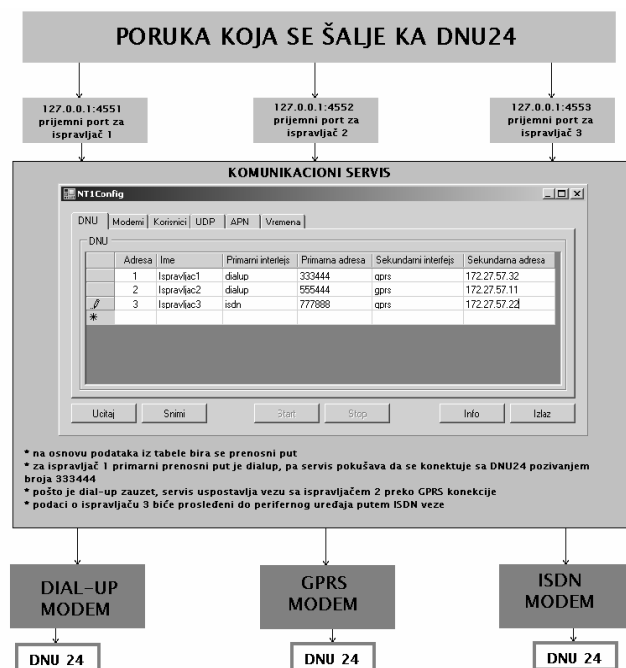 PORUKA KOJA SE ŠALJE KA DNU24
127.0.0.1:4551
prijemni port za
ispravljač 1
127.0.0.1:4552
prijemni port za
ispravljač 2
127.0.0.1:4553
prijemni port za
ispravljač 3
KOMUNIKACIONI SERVIS
NT1Config
DNU Modemi Korisnici UDP APN Vremena
DNU
Adresa Ime Primarni interfejs Primarna adresa Sekundarni interfejs Sekundarna adresa
1 Ispravljac1 dialup 333444 gprs 172.27.57.32
2 Ispravljac2 dialup 555444 gprs 172.27.57.11
3 Ispravljac3 isdn 777888 gprs 172.27.57.22
Ucitaj Snimi Start Stop Info Izlaz
* na osnovu podataka iz tabele bira se prenosni put
* za ispravljač 1 primarni prenosni put je dialup, pa servis pokušava da se konektuje sa DNU24 pozivanjem
broja 333444
* pošto je dial-up zauzet, servis uspostavlja vezu sa ispravljačem 2 preko GPRS konekcije
* podaci o ispravljaču 3 biće prosleđeni do perifernog uređaja putem ISDN veze
DIAL-UP
MODEM
GPRS
MODEM
ISDN
MODEM
DNU 24
DNU 24
DNU 24